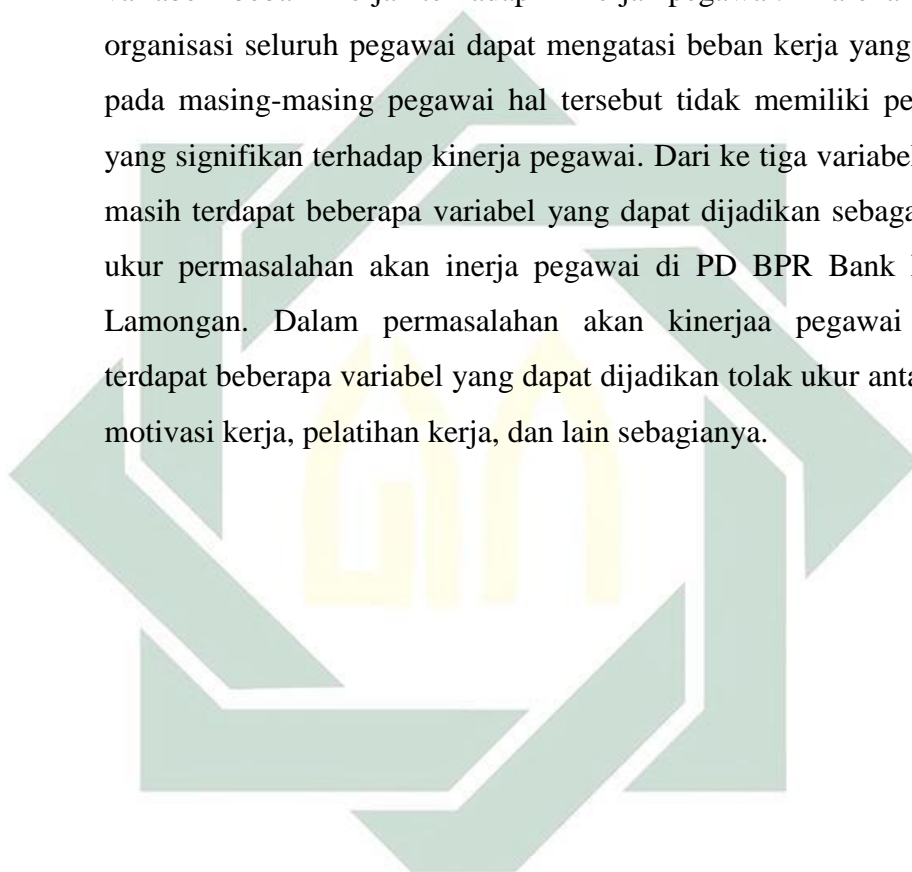 organisasi seluruh pegawai dapat mengatasi beban kerja yang
pada masing-masing pegawai hal tersebut tidak memiliki
yang signifikan terhadap kinerja pegawai. Dari ke tiga variabel
masih terdapat beberapa variabel yang dapat dijadikan
ukur permasalahan akan inerja pegawai di PD BPR Bank
Lamongan. Dalam permasalahan akan kinerjaa pegawai
terdapat beberapa variabel yang dapat dijadikan tolak ukur
motivasi kerja, pelatihan kerja, dan lain sebagianya.